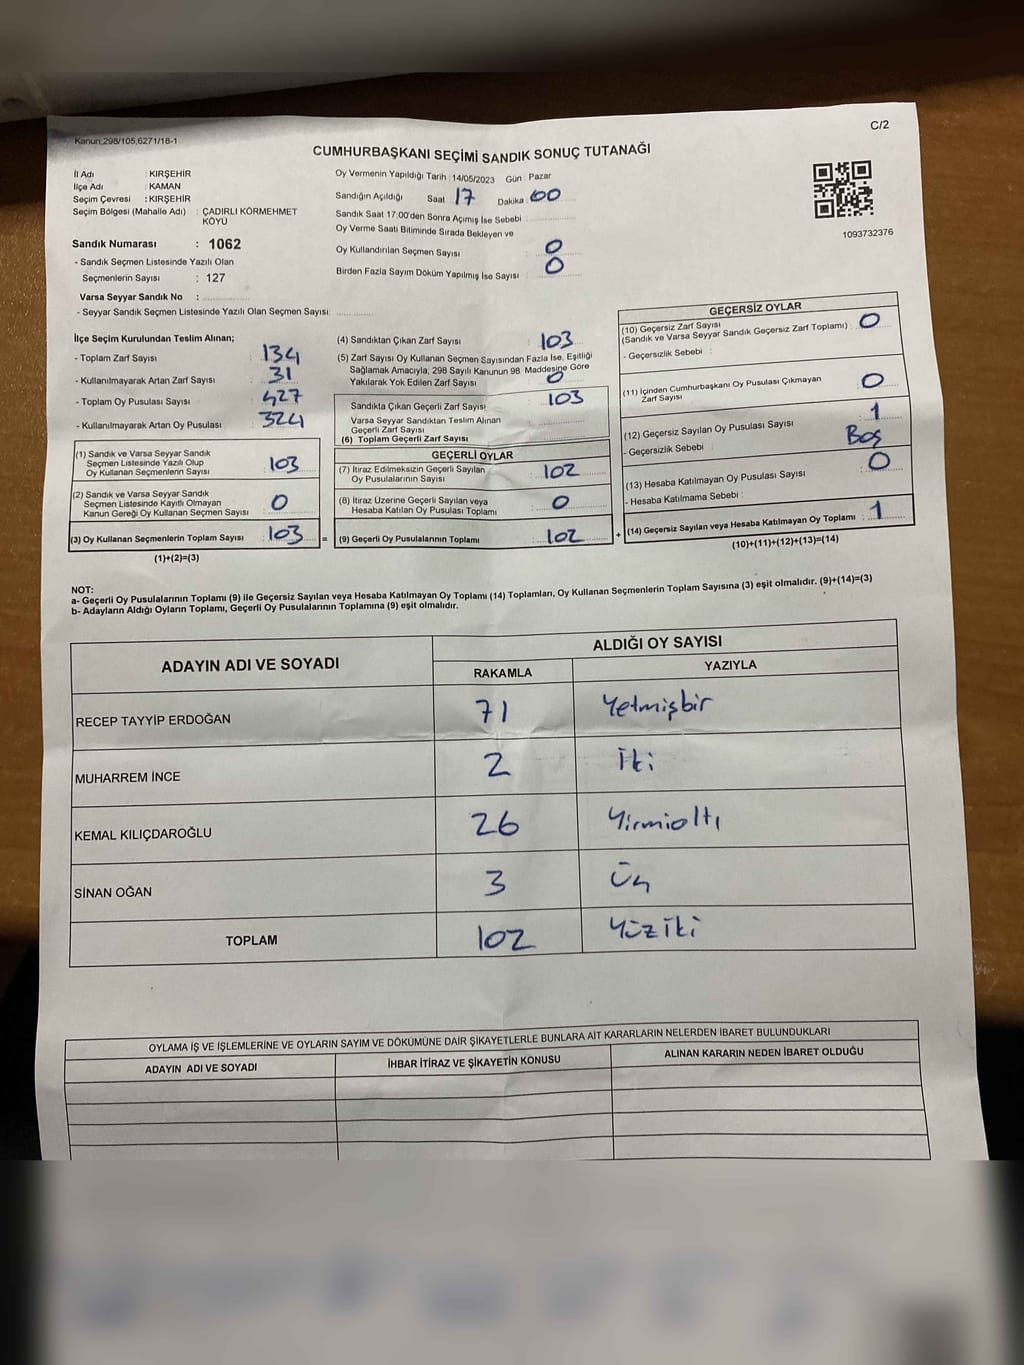 Kanun:298/105,6271/18-1
C/2
CUMHURBAŞKANI SEÇİMİ SANDIK SONUÇ TUTANAĞI
İl Adı : KIRŞEHİR
İlçe Adı : KAMAN
Seçim Çevresi : KIRŞEHİR
Seçim Bölgesi (Mahalle Adı) : ÇADIRLI KÖRMEHMET
KÖYÜ
Sandık Numarası : 1062
- Sandık Seçmen Listesinde Yazılı Olan
Seçmenlerin Sayısı : 127
Varsa Seyyar Sandık No :
- Seyyar Sandık Seçmen Listesinde Yazılı Olan Seçmen Sayısı:
Oy Vermenin Yapıldığı Tarih : 14/05/2023 Gün : Pazar
Sandığın Açıldığı Saat 17 Dakika 00
Sandık Saat 17:00'den Sonra Açımış İse Sebebi :
Oy Verme Saati Bitiminde Sırada Bekleyen ve
Oy Kullandırılan Seçmen Sayısı : 0
Birden Fazla Sayım Döküm Yapılmış İse Sayısı : 0
1093732376
İlçe Seçim Kurulundan Teslim Alınan;
- Toplam Zarf Sayısı : 134
- Kullanılmayarak Artan Zarf Sayısı : 31
- Toplam Oy Pusulası Sayısı : 427
- Kullanılmayarak Artan Oy Pusulası : 324
(1) Sandık ve Varsa Seyyar Sandık
Seçmen Listesinde Yazılı Olup
Oy Kullanan Seçmenlerin Sayısı : 103
(2) Sandık ve Varsa Seyyar Sandık
Seçmen Listesinde Kayıtlı Olmayan
Kanun Gereği Oy Kullanan Seçmen Sayısı : 0
(3) Oy Kullanan Seçmenlerin Toplam Sayısı : 103 =
(1)+(2)=(3)
(4) Sandıktan Çıkan Zarf Sayısı : 103
(5) Zarf Sayısı Oy Kullanan Seçmen Sayısından Fazla İse, Eşitliği
Sağlamak Amacıyla, 298 Sayılı Kanunun 98. Maddesine Göre
Yakılarak Yok Edilen Zarf Sayısı : 0
Sandıkta Çıkan Geçerli Zarf Sayısı : 103
Varsa Seyyar Sandıktan Teslim Alınan
Geçerli Zarf Sayısı
(6) Toplam Geçerli Zarf Sayısı
GEÇERLİ OYLAR
(7) İtiraz Edilmeksizin Geçerli Sayılan
Oy Pusulalarının Sayısı : 102
(8) İtiraz Üzerine Geçerli Sayılan veya
Hesaba Katılan Oy Pusulası Toplamı : 0
(9) Geçerli Oy Pusulalarının Toplamı : 102 +
GEÇERSİZ OYLAR
(10) Geçersiz Zarf Sayısı
(Sandık ve Varsa Seyyar Sandık Geçersiz Zarf Toplamı) : 0
- Geçersizlik Sebebi :
(11) İçinden Cumhurbaşkanı Oy Pusulası Çıkmayan
Zarf Sayısı : 0
(12) Geçersiz Sayılan Oy Pusulası Sayısı : 1
- Geçersizlik Sebebi : Boş
(13) Hesaba Katılmayan Oy Pusulası Sayısı : 0
- Hesaba Katılmama Sebebi :
(14) Geçersiz Sayılan veya Hesaba Katılmayan Oy Toplamı : 1
(10)+(11)+(12)+(13)=(14)
NOT:
a- Geçerli Oy Pusulalarının Toplamı (9) ile Geçersiz Sayılan veya Hesaba Katılmayan Oy Toplamı (14) Toplamları, Oy Kullanan Seçmenlerin Toplam Sayısına (3) eşit olmalıdır. (9)+(14)=(3)
b- Adayların Aldığı Oyların Toplamı, Geçerli Oy Pusulalarının Toplamına (9) eşit olmalıdır.
ADAYIN ADI VE SOYADI
ALDIĞI OY SAYISI
RAKAMLA YAZIYLA
RECEP TAYYİP ERDOĞAN 71 Yetmişbir
MUHARREM İNCE 2 İki
KEMAL KILIÇDAROĞLU 26 Yirmialtı
SİNAN OĞAN 3 Üç
TOPLAM 102 Yüz iki
OYLAMA İŞ VE İŞLEMLERİNE VE OYLARIN SAYIM VE DÖKÜMÜNE DAİR ŞİKAYETLERLE BUNLARA AİT KARARLARIN NELERDEN İBARET BULUNDUKLARI
ADAYIN ADI VE SOYADI İHBAR İTİRAZ VE ŞİKAYETİN KONUSU ALINAN KARARIN NEDEN İBARET OLDUĞU